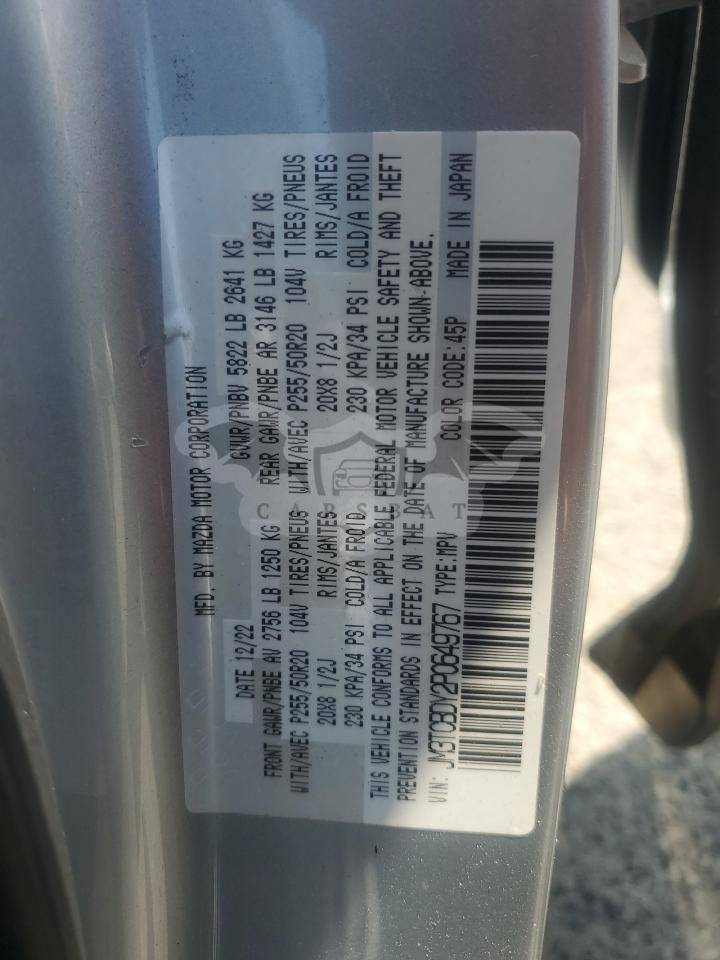 MFD. BY MAZDA MOTOR CORPORATION
DATE 12/22 GVWR/PNBV 5822 LB 2641 KG
FRONT GAWR/PNBE AV 2756 LB 1250 KG REAR GAWR/PNBE AR 3146 LB 1427 KG
WITH/AVEC P255/50R20 104V TIRES/PNEUS WITH/AVEC P255/50R20 104V TIRES/PNEUS
20X8 1/2J RIMS/JANTES 20X8 1/2J RIMS/JANTES
230 KPA/34 PSI COLD/A FROID 230 KPA/34 PSI COLD/A FROID
THIS VEHICLE CONFORMS TO ALL APPLICABLE FEDERAL MOTOR VEHICLE SAFETY AND THEFT
PREVENTION STANDARDS IN EFFECT ON THE DATE OF MANUFACTURE SHOWN ABOVE.
VIN: JM3TCBDY2P0649767 TYPE:MPV COLOR CODE:45P MADE IN JAPAN
CARSBAT